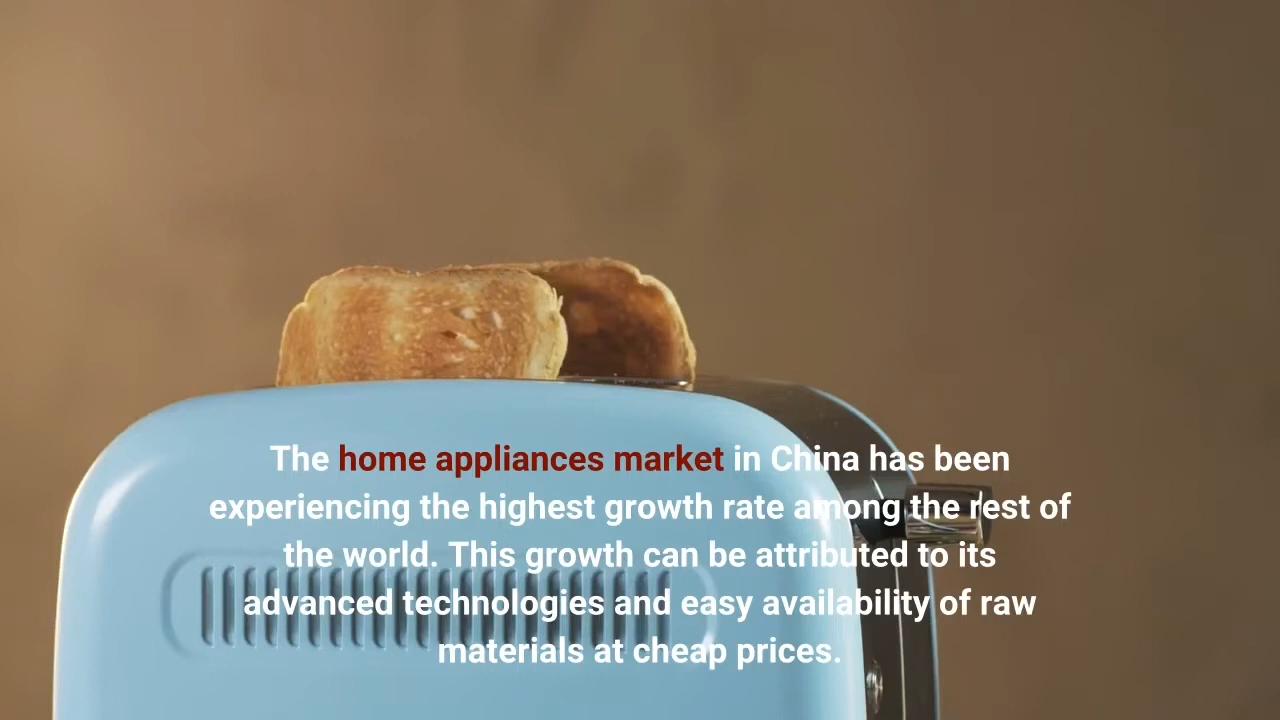 The home appliances market in China has been
experiencing the highest growth rate among the rest of
the world. This growth can be attributed to its
advanced technologies and easy availability of raw
materials at cheap prices.